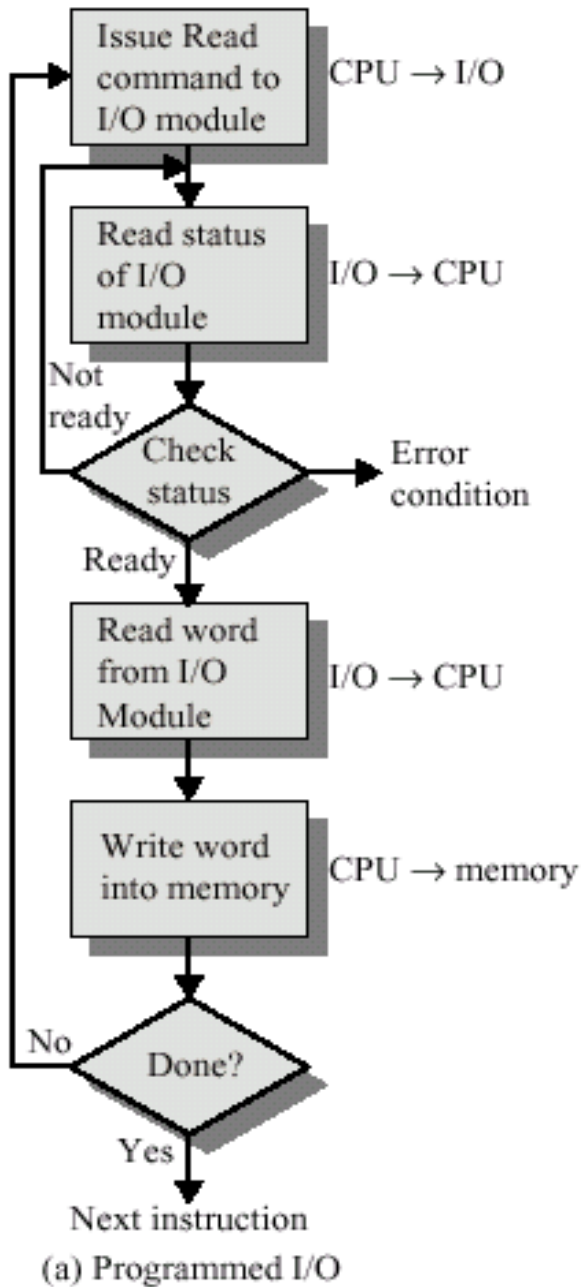 Issue Read
command to
I/O module
CPU → I/O
Read status
of I/O
module
I/O → CPU
Not
ready
Check
status
Error
condition
Ready
Read word
from I/O
Module
I/O → CPU
Write word
into memory
CPU → memory
No
Done?
Yes
Next instruction
(a) Programmed I/O